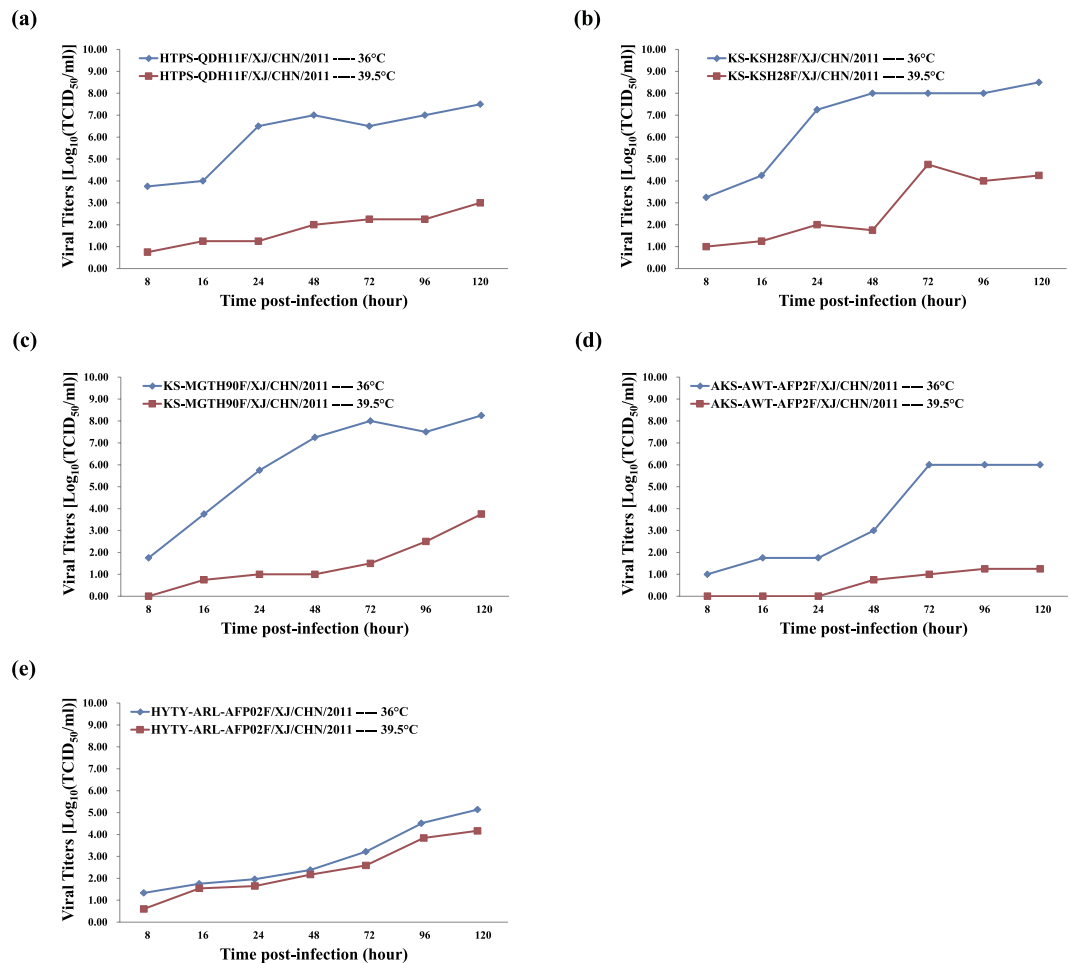 (a)
HTPS-QDH11F/XJ/CHN/2011 ---- 36°C
HTPS-QDH11F/XJ/CHN/2011 ---- 39.5°C
Viral Titers [Log10(TCID50/ml)]
10.00
9.00
8.00
7.00
6.00
5.00
4.00
3.00
2.00
1.00
0.00
8 16 24 48 72 96 120
Time post-infection (hour)
(b)
KS-KSH28F/XJ/CHN/2011 ---- 36°C
KS-KSH28F/XJ/CHN/2011 ---- 39.5°C
Viral Titers [Log10(TCID50/ml)]
10.00
9.00
8.00
7.00
6.00
5.00
4.00
3.00
2.00
1.00
0.00
8 16 24 48 72 96 120
Time post-infection (hour)
(c)
KS-MGTH90F/XJ/CHN/2011 ---- 36°C
KS-MGTH90F/XJ/CHN/2011 ---- 39.5°C
Viral Titers [Log10(TCID50/ml)]
10.00
9.00
8.00
7.00
6.00
5.00
4.00
3.00
2.00
1.00
0.00
8 16 24 48 72 96 120
Time post-infection (hour)
(d)
AKS-AWT-AFP2F/XJ/CHN/2011 ---- 36°C
AKS-AWT-AFP2F/XJ/CHN/2011 ---- 39.5°C
Viral Titers [Log10(TCID50/ml)]
10.00
9.00
8.00
7.00
6.00
5.00
4.00
3.00
2.00
1.00
0.00
8 16 24 48 72 96 120
Time post-infection (hour)
(e)
HYTY-ARL-AFP02F/XJ/CHN/2011 ---- 36°C
HYTY-ARL-AFP02F/XJ/CHN/2011 ---- 39.5°C
Viral Titers [Log10(TCID50/ml)]
10.00
9.00
8.00
7.00
6.00
5.00
4.00
3.00
2.00
1.00
0.00
8 16 24 48 72 96 120
Time post-infection (hour)